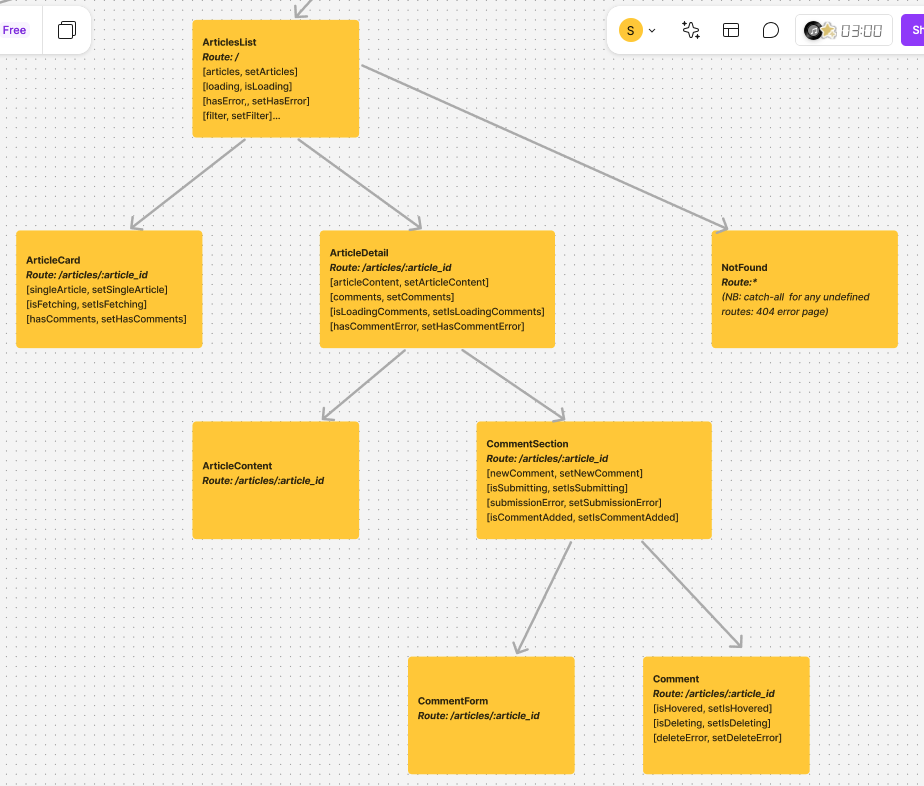 Free
S
03:00
Sh
ArticlesList
Route: /
[articles, setArticles]
[loading, isLoading]
[hasError,, setHasError]
[filter, setFilter]...
ArticleCard
Route: /articles/:article_id
[singleArticle, setSingleArticle]
[isFetching, setIsFetching]
[hasComments, setHasComments]
ArticleDetail
Route: /articles/:article_id
[articleContent, setArticleContent]
[comments, setComments]
[isLoadingComments, setIsLoadingComments]
[hasCommentError, setHasCommentError]
NotFound
Route:*
(NB: catch-all  for any undefined
routes: 404 error page)
ArticleContent
Route: /articles/:article_id
CommentSection
Route: /articles/:article_id
[newComment, setNewComment]
[isSubmitting, setIsSubmitting]
[submissionError, setSubmissionError]
[isCommentAdded, setIsCommentAdded]
CommentForm
Route: /articles/:article_id
Comment
Route: /articles/:article_id
[isHovered, setIsHovered]
[isDeleting, setIsDeleting]
[deleteError, setDeleteError]